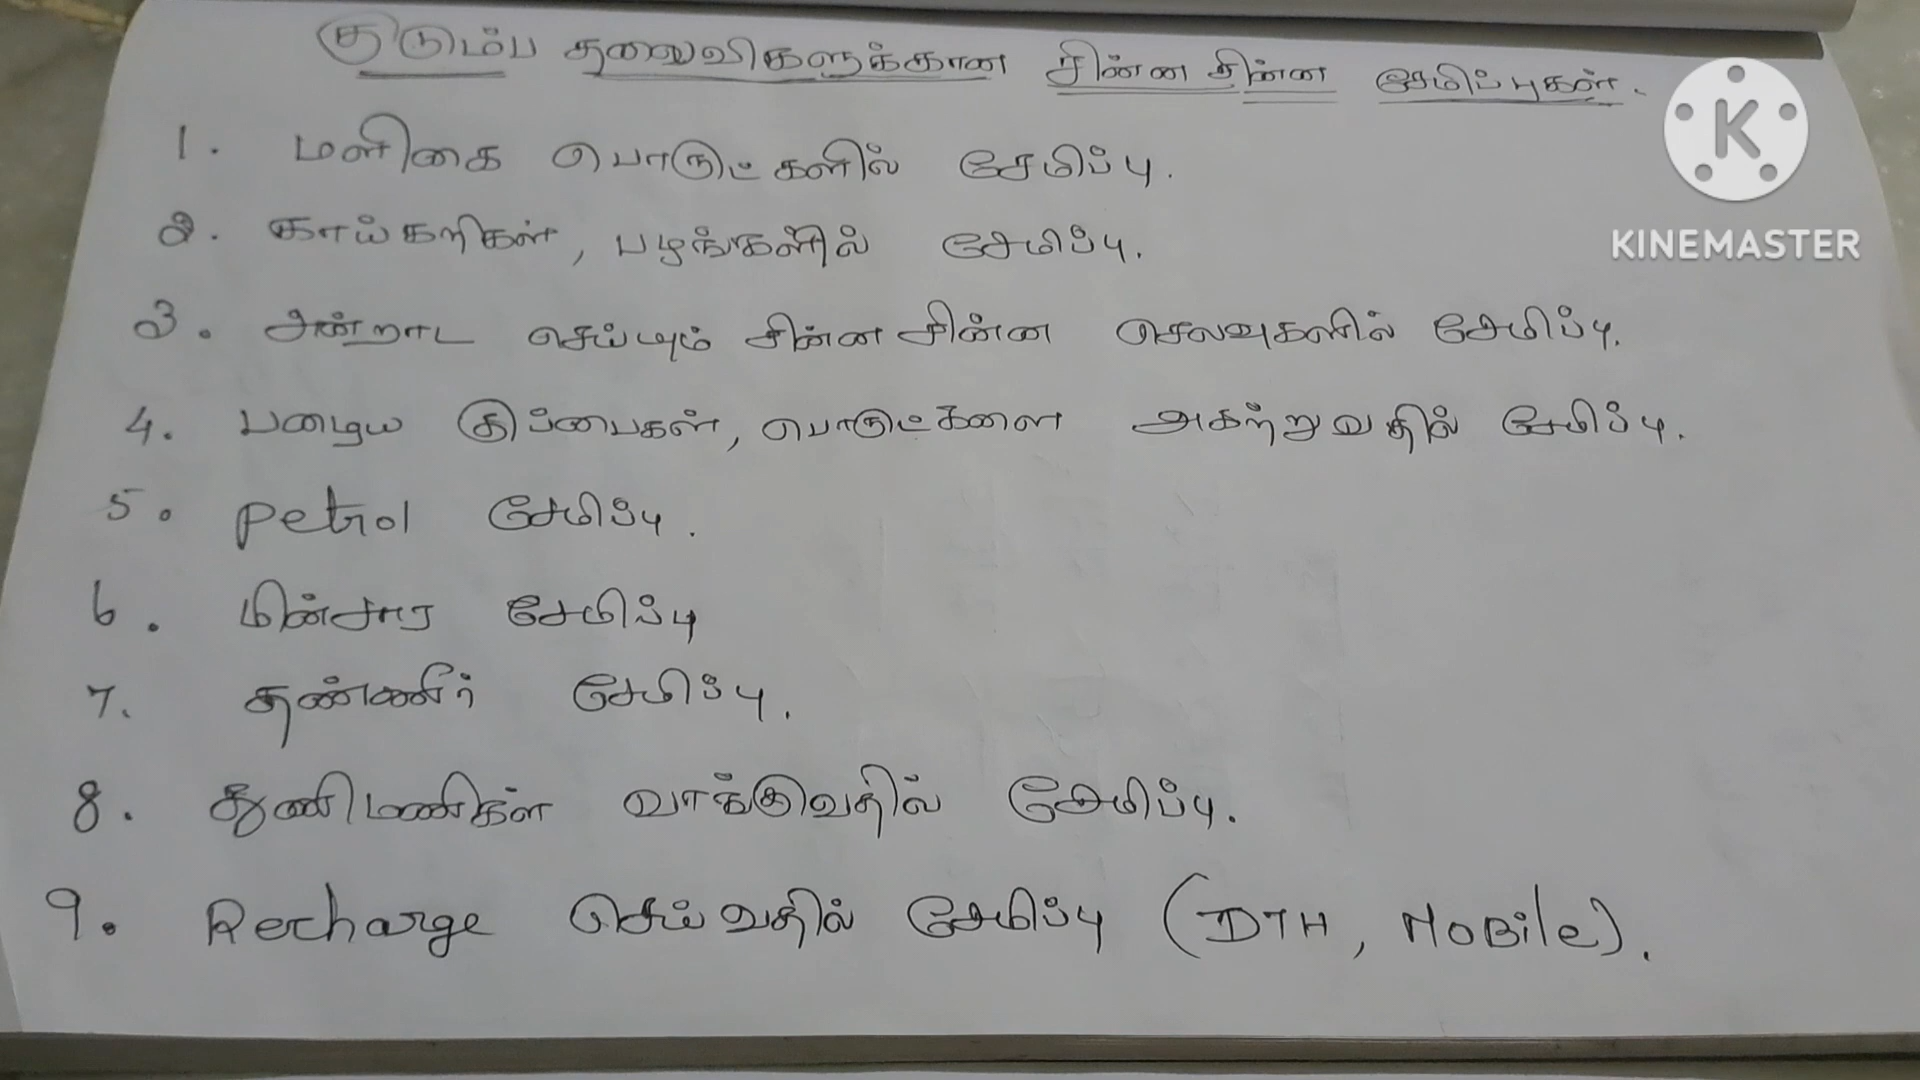 குடும்ப தலைவிகளுக்கான சின்ன சின்ன சேமிப்புகள்.
1. மளிகை பொருட்களில் சேமிப்பு.
2. காய்கறிகள், பழங்களில் சேமிப்பு.
3. அன்றாட செய்யும் சின்ன சின்ன செலவுகளில் சேமிப்பு.
4. பழைய குப்பைகள், பொருட்களை அகற்றுவதில் சேமிப்பு.
5. Petrol சேமிப்பு.
6. மின்சார சேமிப்பு
7. தண்ணீர் சேமிப்பு.
8. துணிமணிகள் வாங்குவதில் சேமிப்பு.
9. Recharge செய்வதில் சேமிப்பு (DTH, Mobile).
K
KINEMASTER